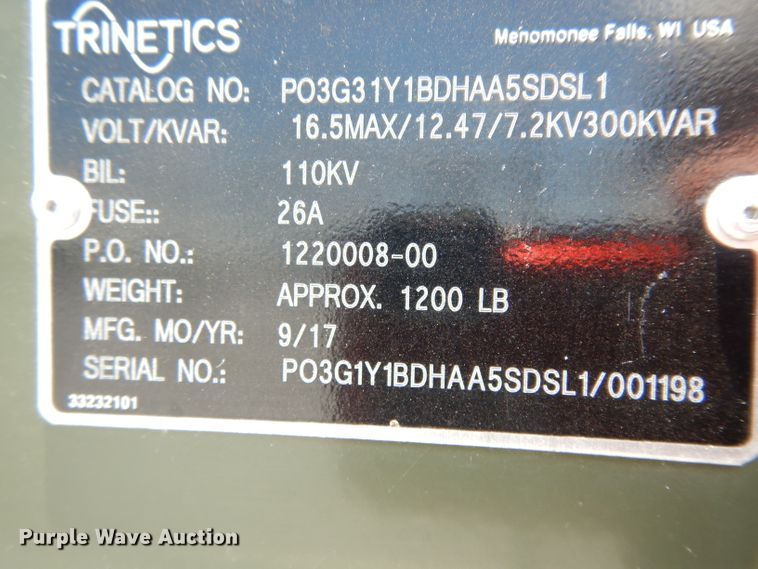 TRINETICS
Menomonee Falls, WI USA
CATALOG NO: PO3G31Y1BDHAA5SDSL1
VOLT/KVAR: 16.5MAX/12.47/7.2KV300KVAR
BIL: 110KV
FUSE:: 26A
P.O. NO.: 1220008-00
WEIGHT: APPROX. 1200 LB
MFG. MO/YR: 9/17
SERIAL NO.: PO3G1Y1BDHAA5SDSL1/001198
33232101
Purple Wave Auction